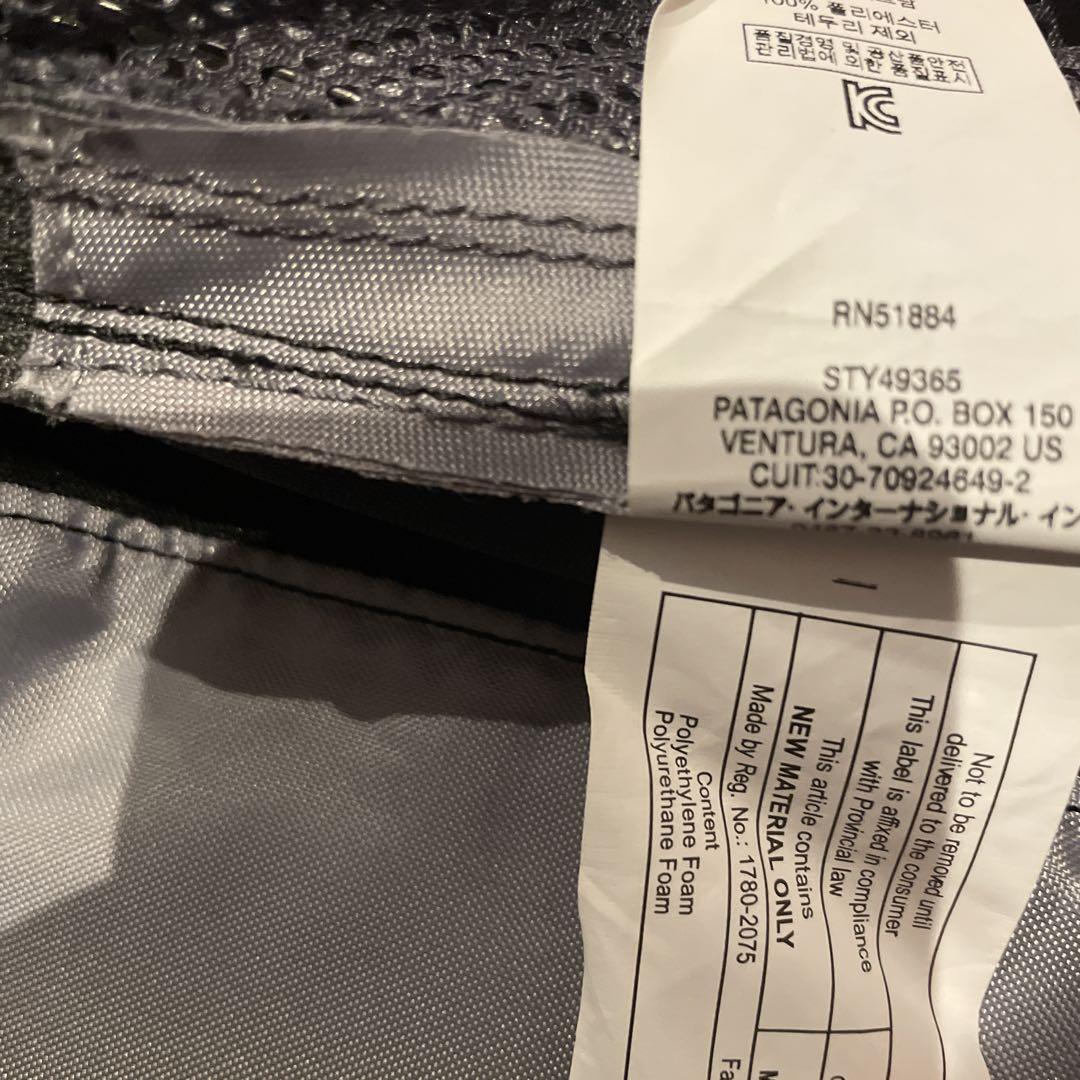 100% 폴리에스터
테두리 제외
품질경영 및 공산품안전
관리법에 의한 품질표시
RN51884
STY49365
PATAGONIA P.O. BOX 150
VENTURA, CA 93002 US
CUIT:30-70924649-2
パタゴニア・インターナショナル・イン
Not to be removed until
delivered to the consumer
This label is affixed in compliance
with Provincial law
This article contains
NEW MATERIAL ONLY
Made by Reg. No.: 1780-2075
Content
Polyethylene Foam
Polyurethane Foam